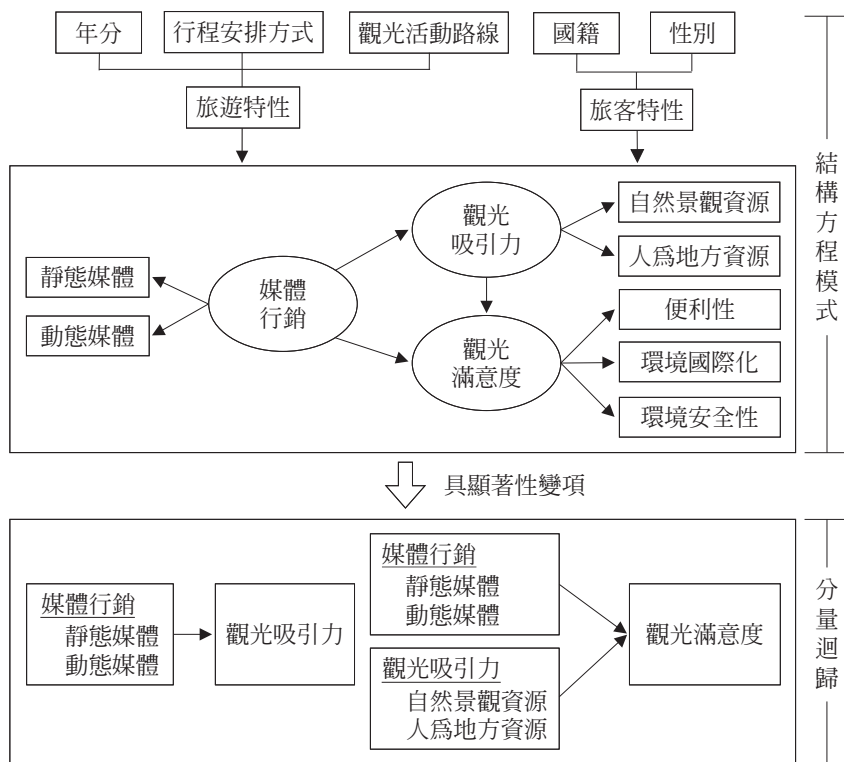 年分
行程安排方式
觀光活動路線
國籍
性別
旅遊特性
旅客特性
結構方程模式
觀光
吸引力
自然景觀資源
人爲地方資源
靜態媒體
動態媒體
媒體
行銷
觀光
滿意度
便利性
環境國際化
環境安全性
具顯著性變項
媒體行銷
靜態媒體
動態媒體
觀光吸引力
媒體行銷
靜態媒體
動態媒體
觀光吸引力
自然景觀資源
人爲地方資源
觀光滿意度
分量迴歸